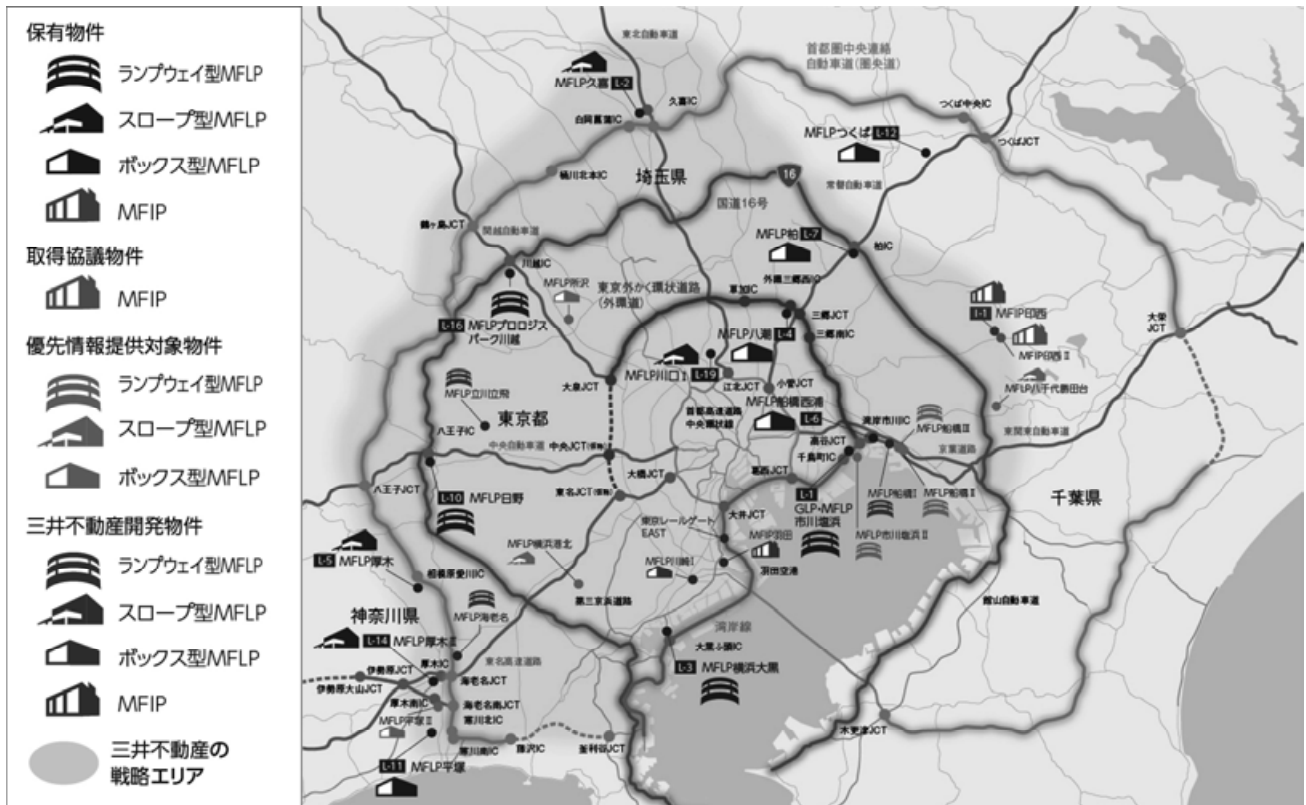 保有物件
ランプウェイ型MFLP
スロープ型MFLP
ボックス型MFLP
MFIP
取得協議物件
MFIP
優先情報提供対象物件
ランプウェイ型MFLP
スロープ型MFLP
ボックス型MFLP
三井不動産開発物件
ランプウェイ型MFLP
スロープ型MFLP
ボックス型MFLP
MFIP
三井不動産の
戦略エリア
東北自動車道
首都圏中央連絡
自動車道(圏央道)
MFLP久喜 L-2
久喜IC
白岡菖蒲IC
つくば中央IC
つくばJCT
MFLPつくば L-12
常磐自動車道
桶川北本IC
埼玉県
16
国道16号
鶴ヶ島JCT
関越自動車道
川越IC
MFLP柏 L-7
柏IC
外環三郷西IC
MFLP所沢
東京外かく環状道路
(外環道)
草加IC
三郷JCT
三郷南IC
L-16 MFLPプロロジス
パーク川越
MFLP八潮 L-4
L-1 MFIP印西
MFIP印西Ⅱ
大栄
JCT
MFLP川口Ⅰ L-19
江北JCT
小菅JCT
MFLP八千代勝田台
大泉JCT
MFLP立川立飛
東京都
首都高速道路
中央環状線
MFLP船橋西浦
L-6
湾岸市川IC
MFLP船橋Ⅲ
東関東自動車道
八王子IC
中央自動車道
中央JCT(仮称)
高谷JCT
京葉道路
千鳥町IC
大橋JCT
葛西JCT
八王子JCT
L-10 MFLP日野
東名JCT(仮称)
L-1
GLP・MFLP
市川塩浜
MFLP船橋Ⅰ
MFLP船橋Ⅱ
千葉県
大井JCT
東京レールゲート
EAST
MFLP市川塩浜Ⅱ
MFLP横浜港北
MFIP羽田
羽田空港
MFLP川崎Ⅰ
L-5 MFLP厚木
相模原愛川IC
第三京浜道路
館山自動車道
神奈川県
MFLP海老名
湾岸線
L-14 MFLP厚木Ⅱ
東名高速道路
大黒ふ頭IC
L-3 MFLP横浜大黒
伊勢原JCT
厚木IC
海老名JCT
伊勢原大山JCT
厚木南IC
海老名南JCT
寒川北IC
MFLP平塚Ⅱ
木更津JCT
寒川南IC
藤沢IC
釜利谷JCT
L-11 MFLP平塚